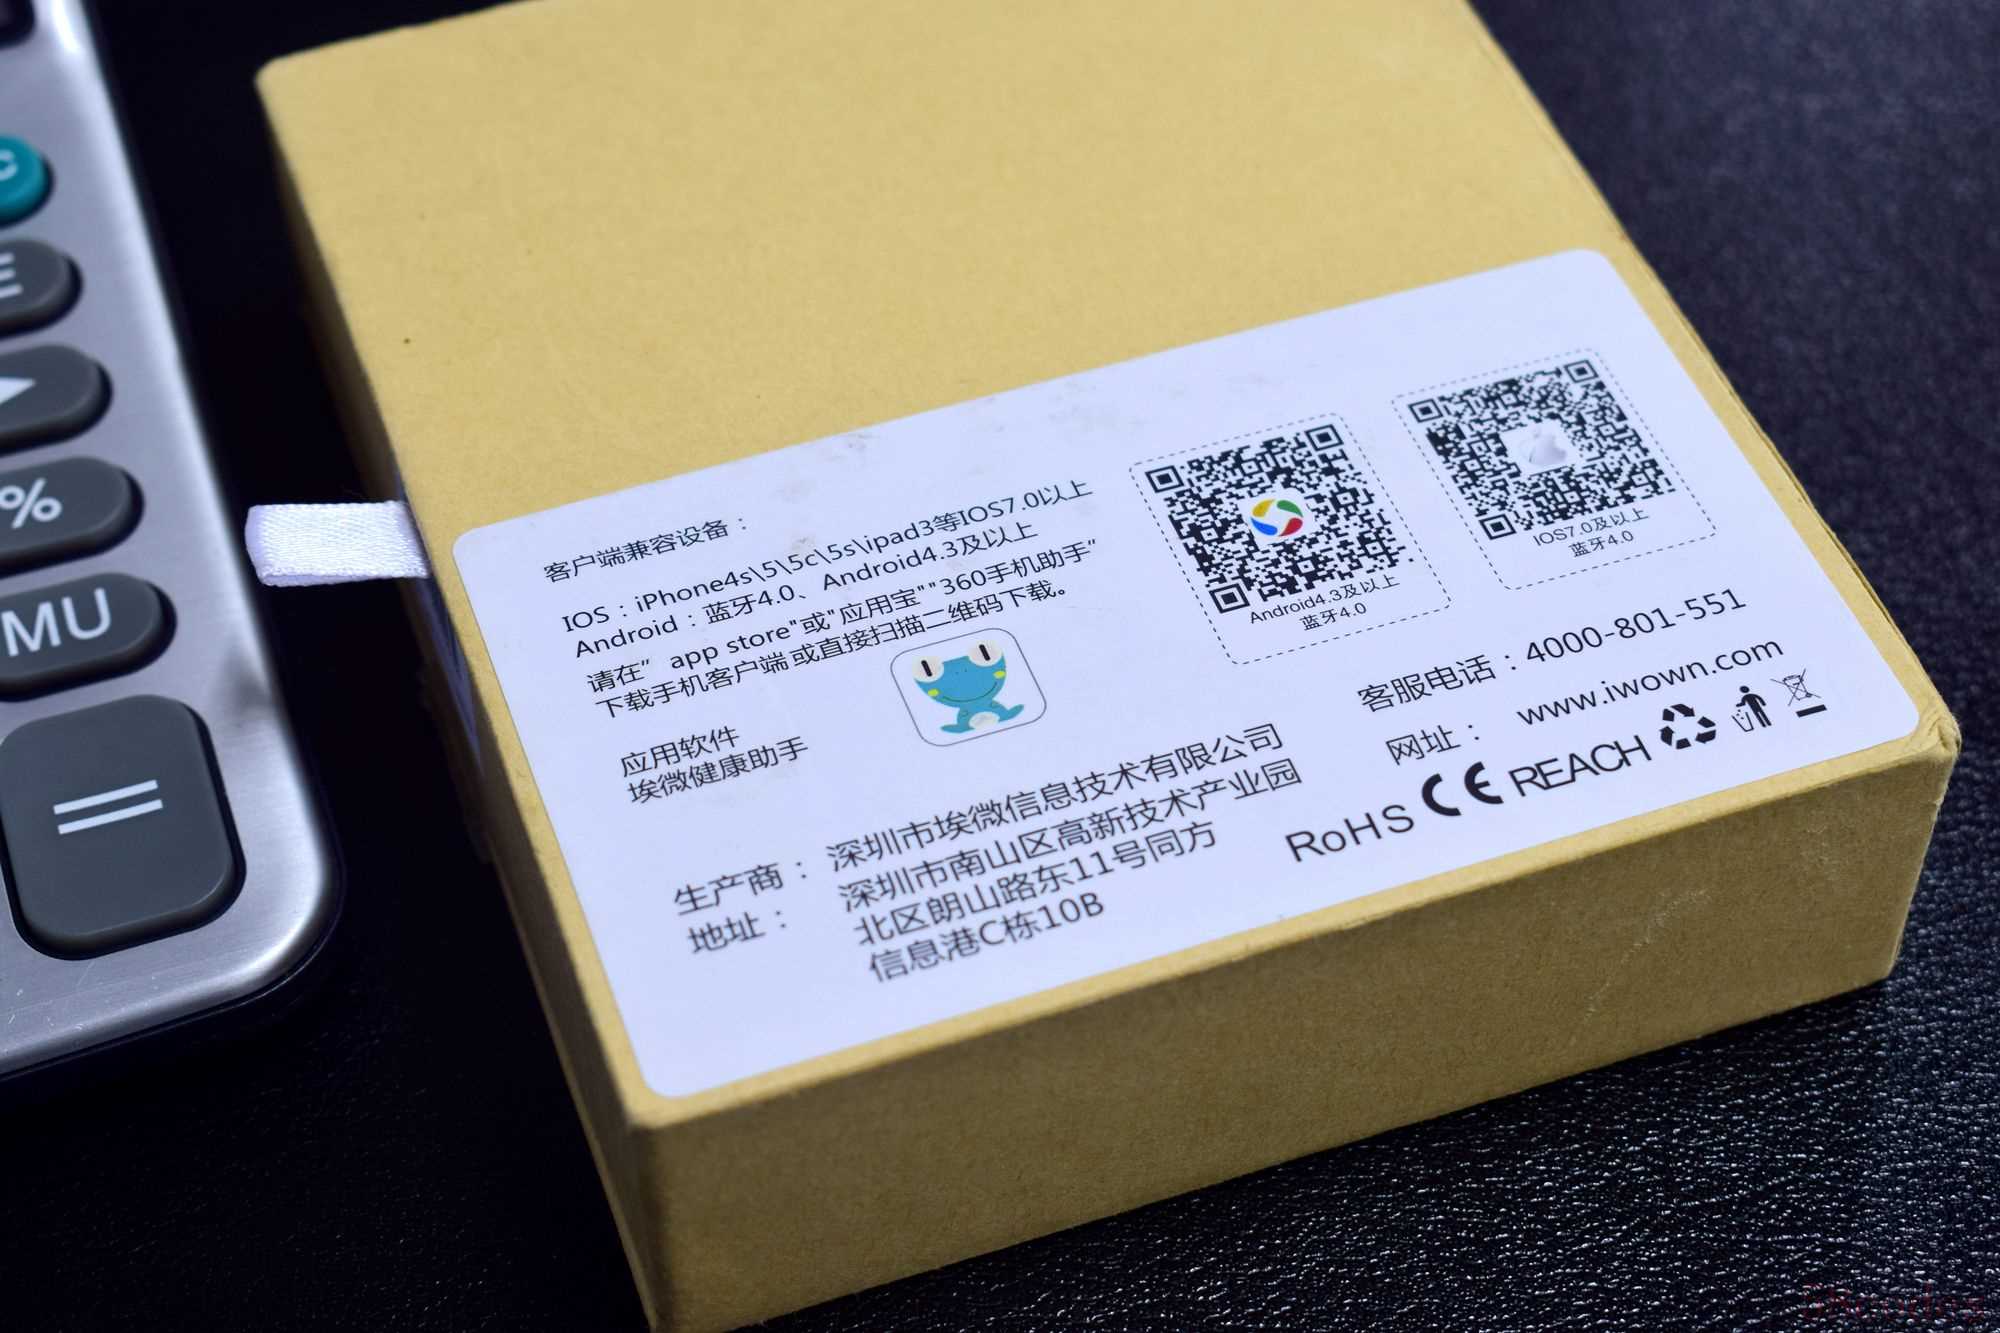 C
E
%
MU
=
客户端兼容设备：
IOS：iPhone4s\5\5c\5s\ipad3等IOS7.0以上
Android：蓝牙4.0、Android4.3及以上
请在” app store"或"应用宝""360手机助手”
下载手机客户端 或直接扫描二维码下载。
应用软件
埃微健康助手
生产商： 深圳市埃微信息技术有限公司
地址： 深圳市南山区高新技术产业园
北区朗山路东11号同方
信息港C栋10B
Android4.3及以上
蓝牙4.0
IOS7.0及以上
蓝牙4.0
客服电话：4000-801-551
网址： www.iwown.com
RoHS CE REACH